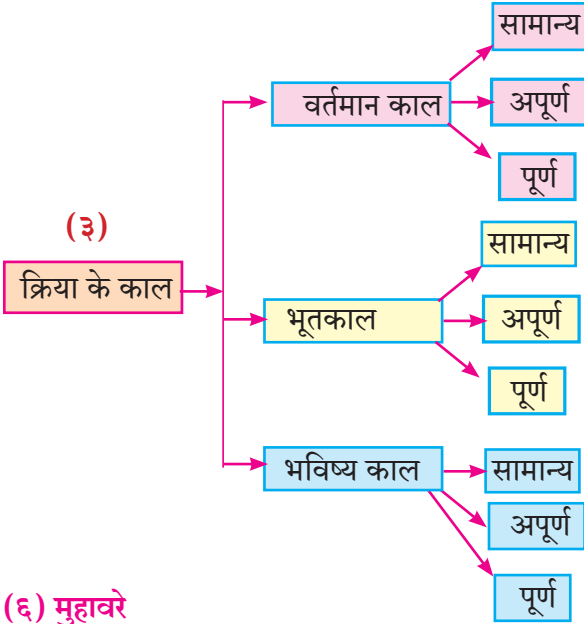 सामान्य
वर्तमान काल
अपूर्ण
पूर्ण
(३)
क्रिया के काल
सामान्य
भूतकाल
अपूर्ण
पूर्ण
भविष्य काल
सामान्य
अपूर्ण
पूर्ण
(६) मुहावरे